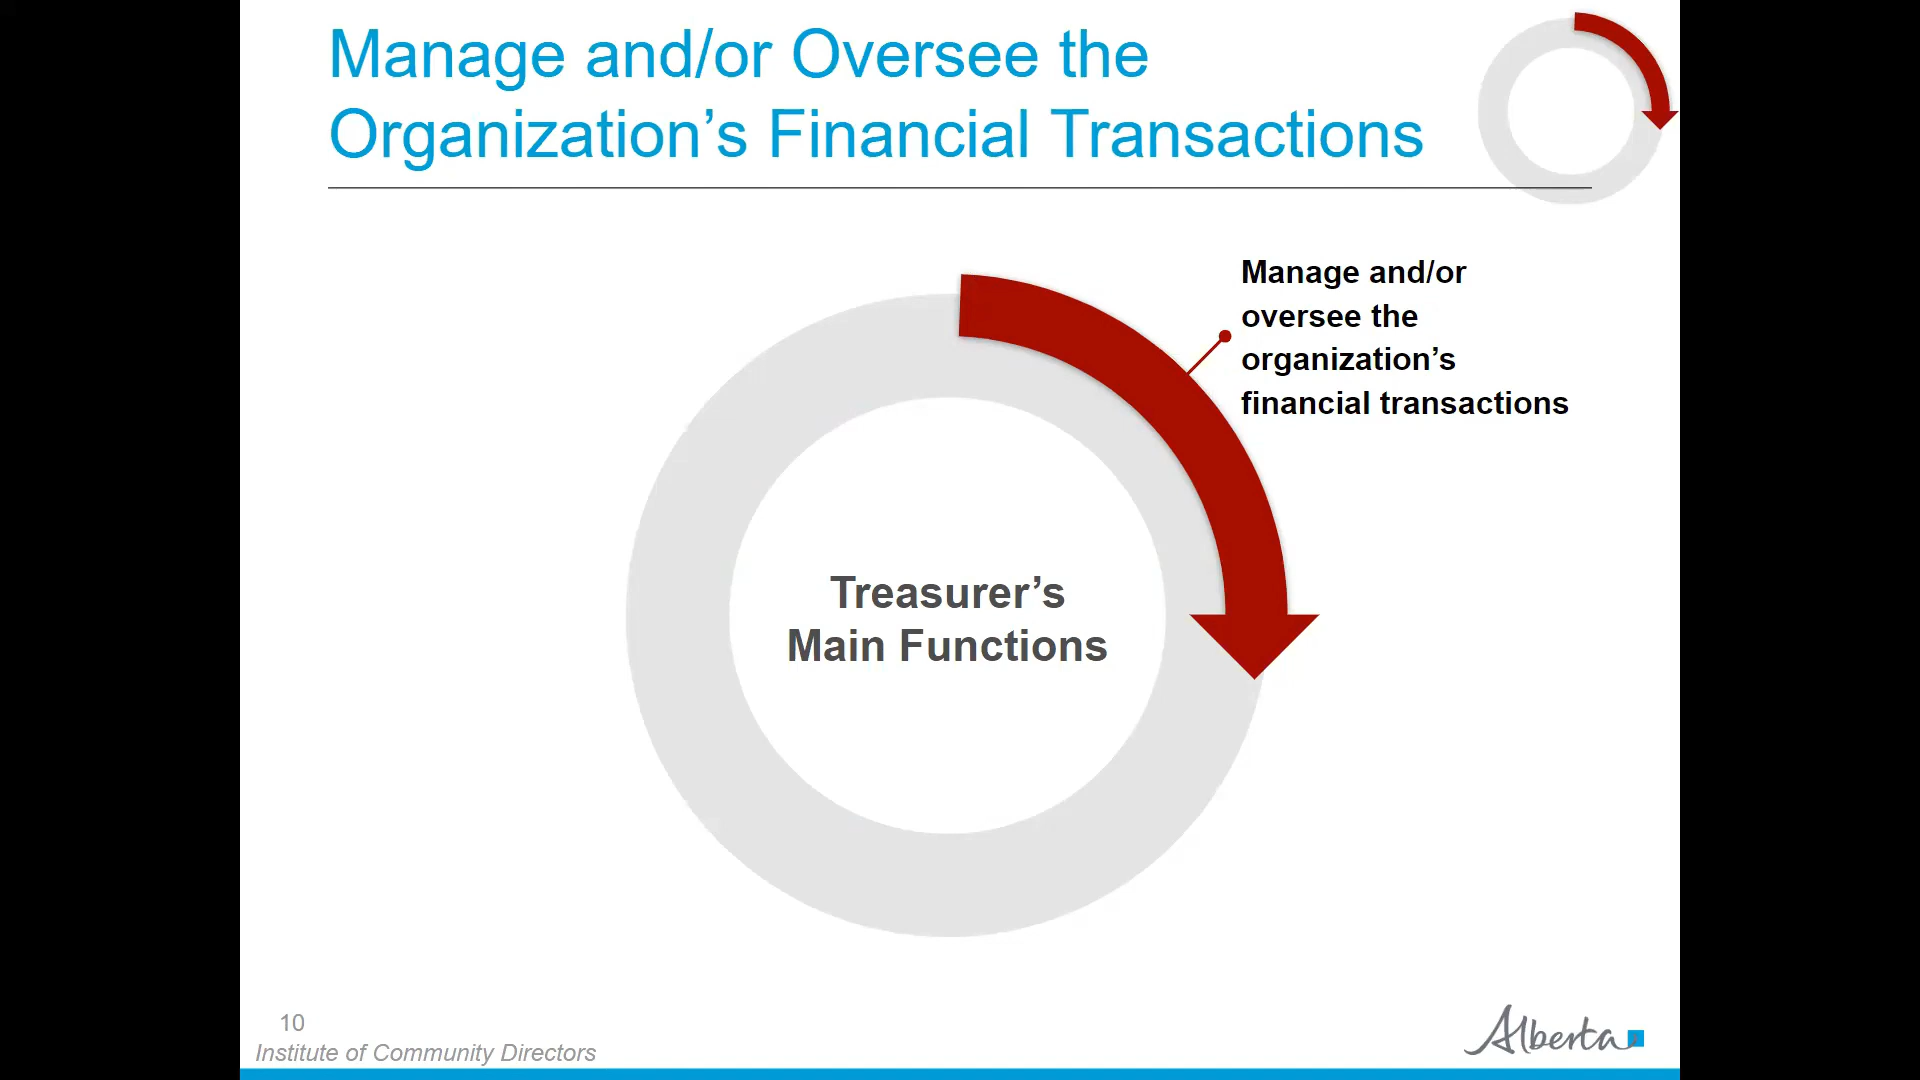 Manage and/or Oversee the
Organization’s Financial Transactions
Manage and/or
oversee the
organization’s
financial transactions
Treasurer’s
Main Functions
10
Institute of Community Directors
Alberta